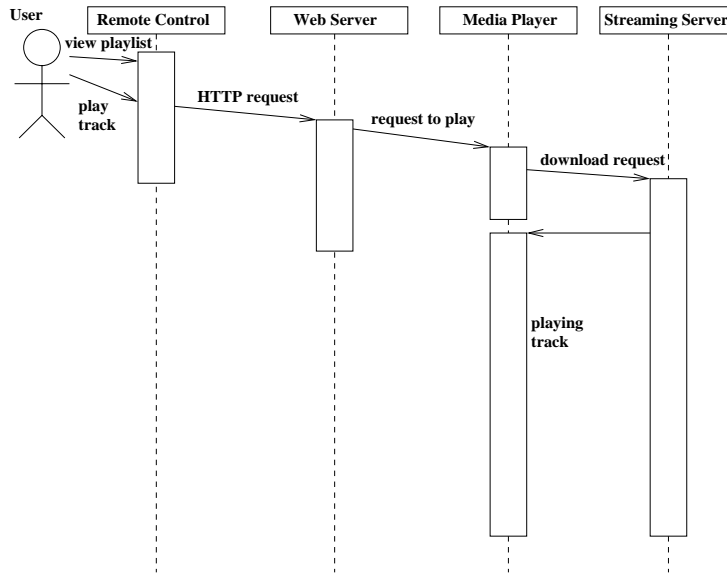 User
Remote Control
Web Server
Media Player
Streaming Server
view playlist
play
track
HTTP request
request to play
download request
playing
track